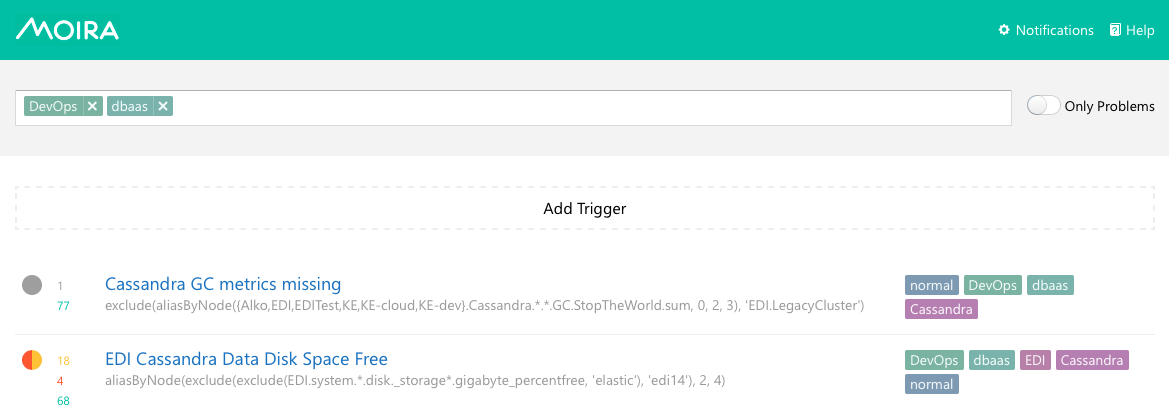 MOIRA
Notifications Help
DevOps × dbaas ×
Only Problems
Add Trigger
1
77
Cassandra GC metrics missing
exclude(aliasByNode({Alko,EDI,EDITest,KE,KE-cloud,KE-dev}.Cassandra.*.*.GC.StopTheWorld.sum, 0, 2, 3), 'EDI.LegacyCluster')
normal DevOps dbaas
Cassandra
18
4
68
EDI Cassandra Data Disk Space Free
aliasByNode(exclude(exclude(EDI.system.*.disk._storage*.gigabyte_percentfree, 'elastic'), 'edi14'), 2, 4)
DevOps dbaas EDI Cassandra
normal